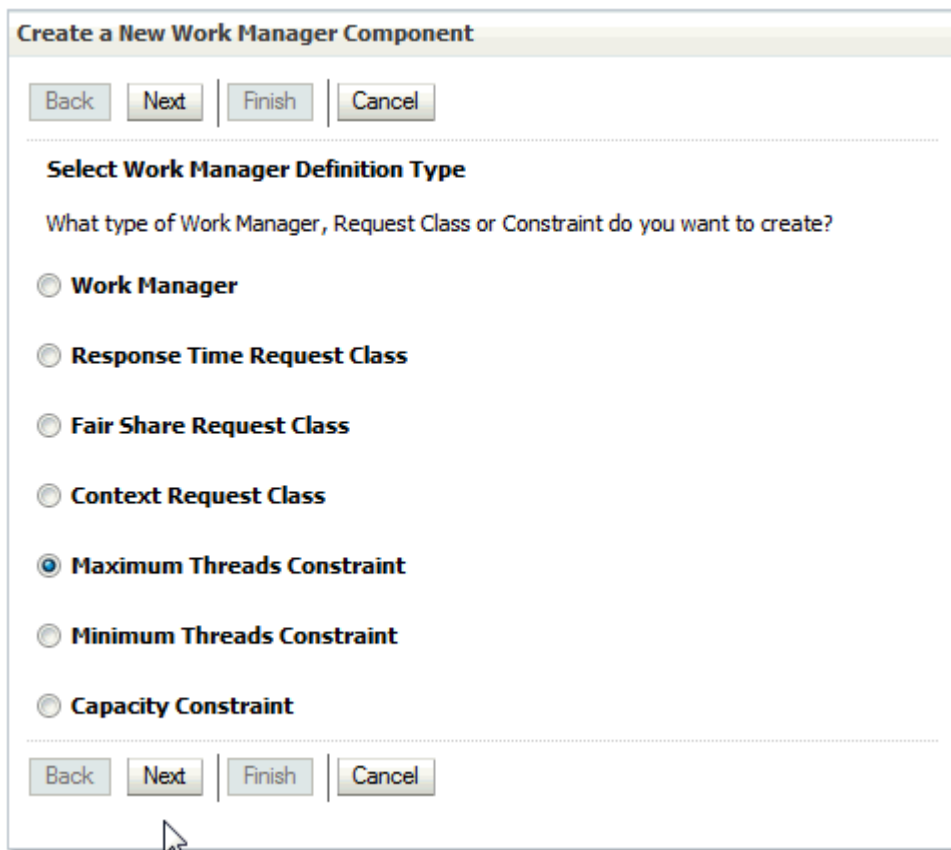 Create a New Work Manager Component
Back Next Finish Cancel
Select Work Manager Definition Type
What type of Work Manager, Request Class or Constraint do you want to create?
Work Manager
Response Time Request Class
Fair Share Request Class
Context Request Class
Maximum Threads Constraint
Minimum Threads Constraint
Capacity Constraint
Back Next Finish Cancel